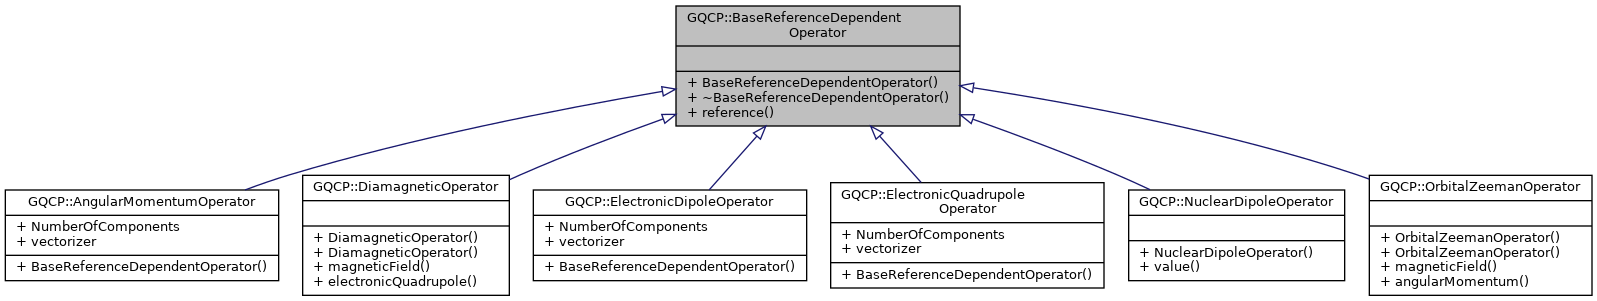 GQCP::BaseReferenceDependent
Operator
+ BaseReferenceDependentOperator()
+ ~BaseReferenceDependentOperator()
+ reference()
GQCP::AngularMomentumOperator
+ NumberOfComponents
+ vectorizer
+ BaseReferenceDependentOperator()
GQCP::DiamagneticOperator
+ DiamagneticOperator()
+ DiamagneticOperator()
+ magneticField()
+ electronicQuadrupole()
GQCP::ElectronicDipoleOperator
+ NumberOfComponents
+ vectorizer
+ BaseReferenceDependentOperator()
GQCP::ElectronicQuadrupole
Operator
+ NumberOfComponents
+ vectorizer
+ BaseReferenceDependentOperator()
GQCP::NuclearDipoleOperator
+ NuclearDipoleOperator()
+ value()
GQCP::OrbitalZeemanOperator
+ OrbitalZeemanOperator()
+ OrbitalZeemanOperator()
+ magneticField()
+ angularMomentum()